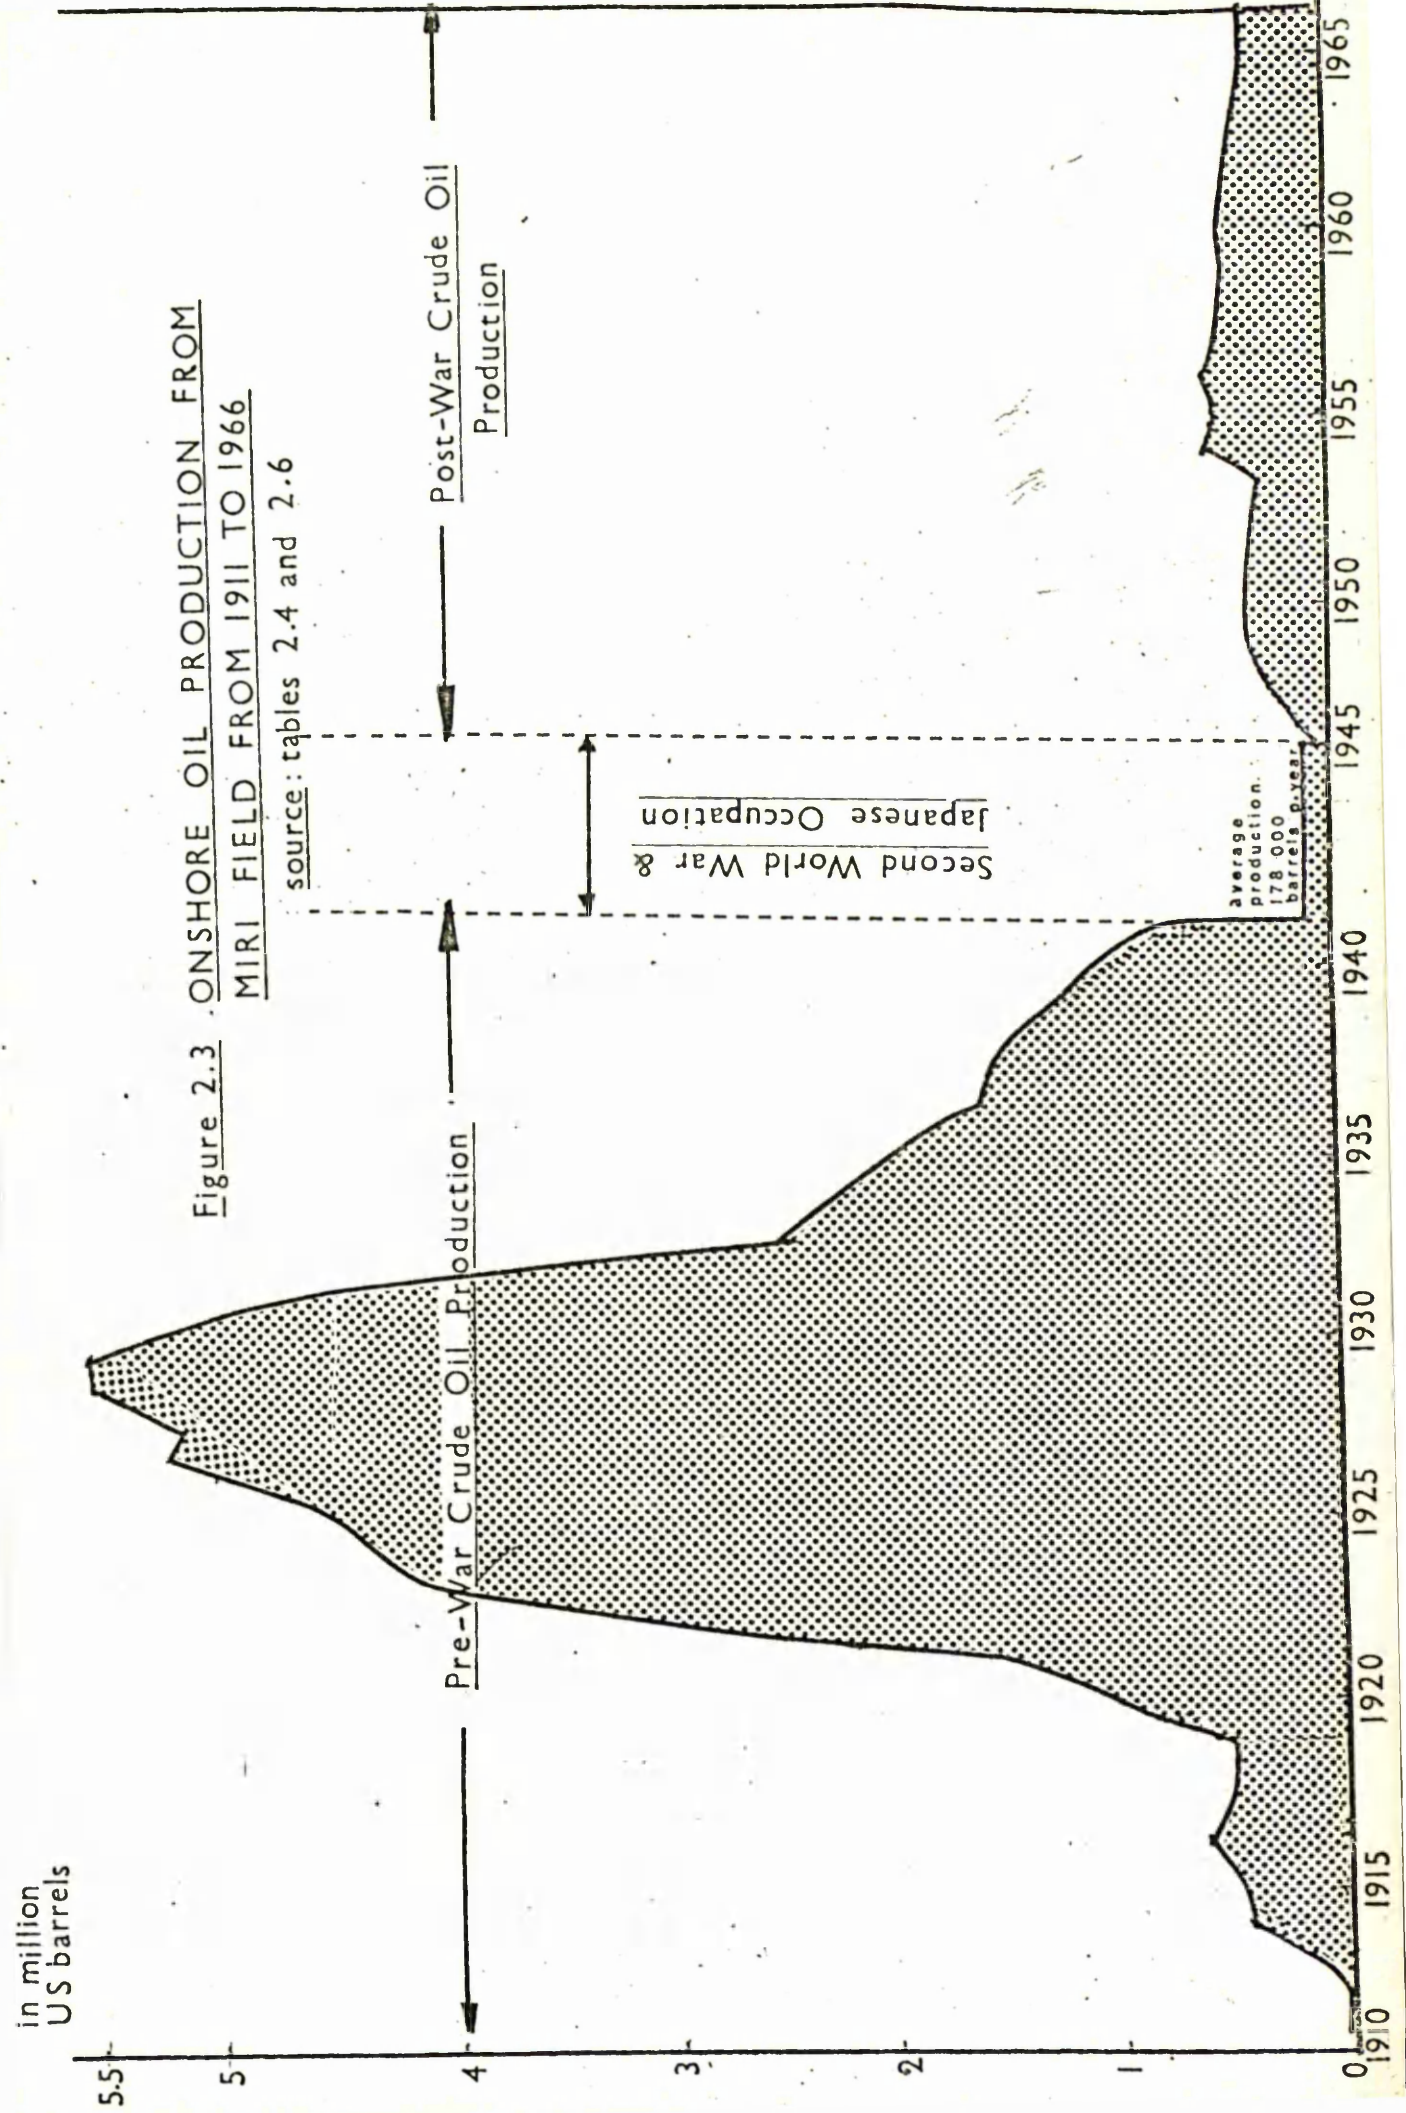 in million
US barrels
Figure 2.3 ONSHORE OIL PRODUCTION FROM
MIRI FIELD FROM 1911 TO 1966
source: tables 2.4 and 2.6
Pre-War Crude Oil Production
Post-War Crude Oil
Production
Second World War &
Japanese Occupation
average
production.
178 000
barrels p.year
5.5
5
4
3
2
1
0
1910
1915
1920
1925
1930
1935
1940
1945
1950
1955
1960
1965